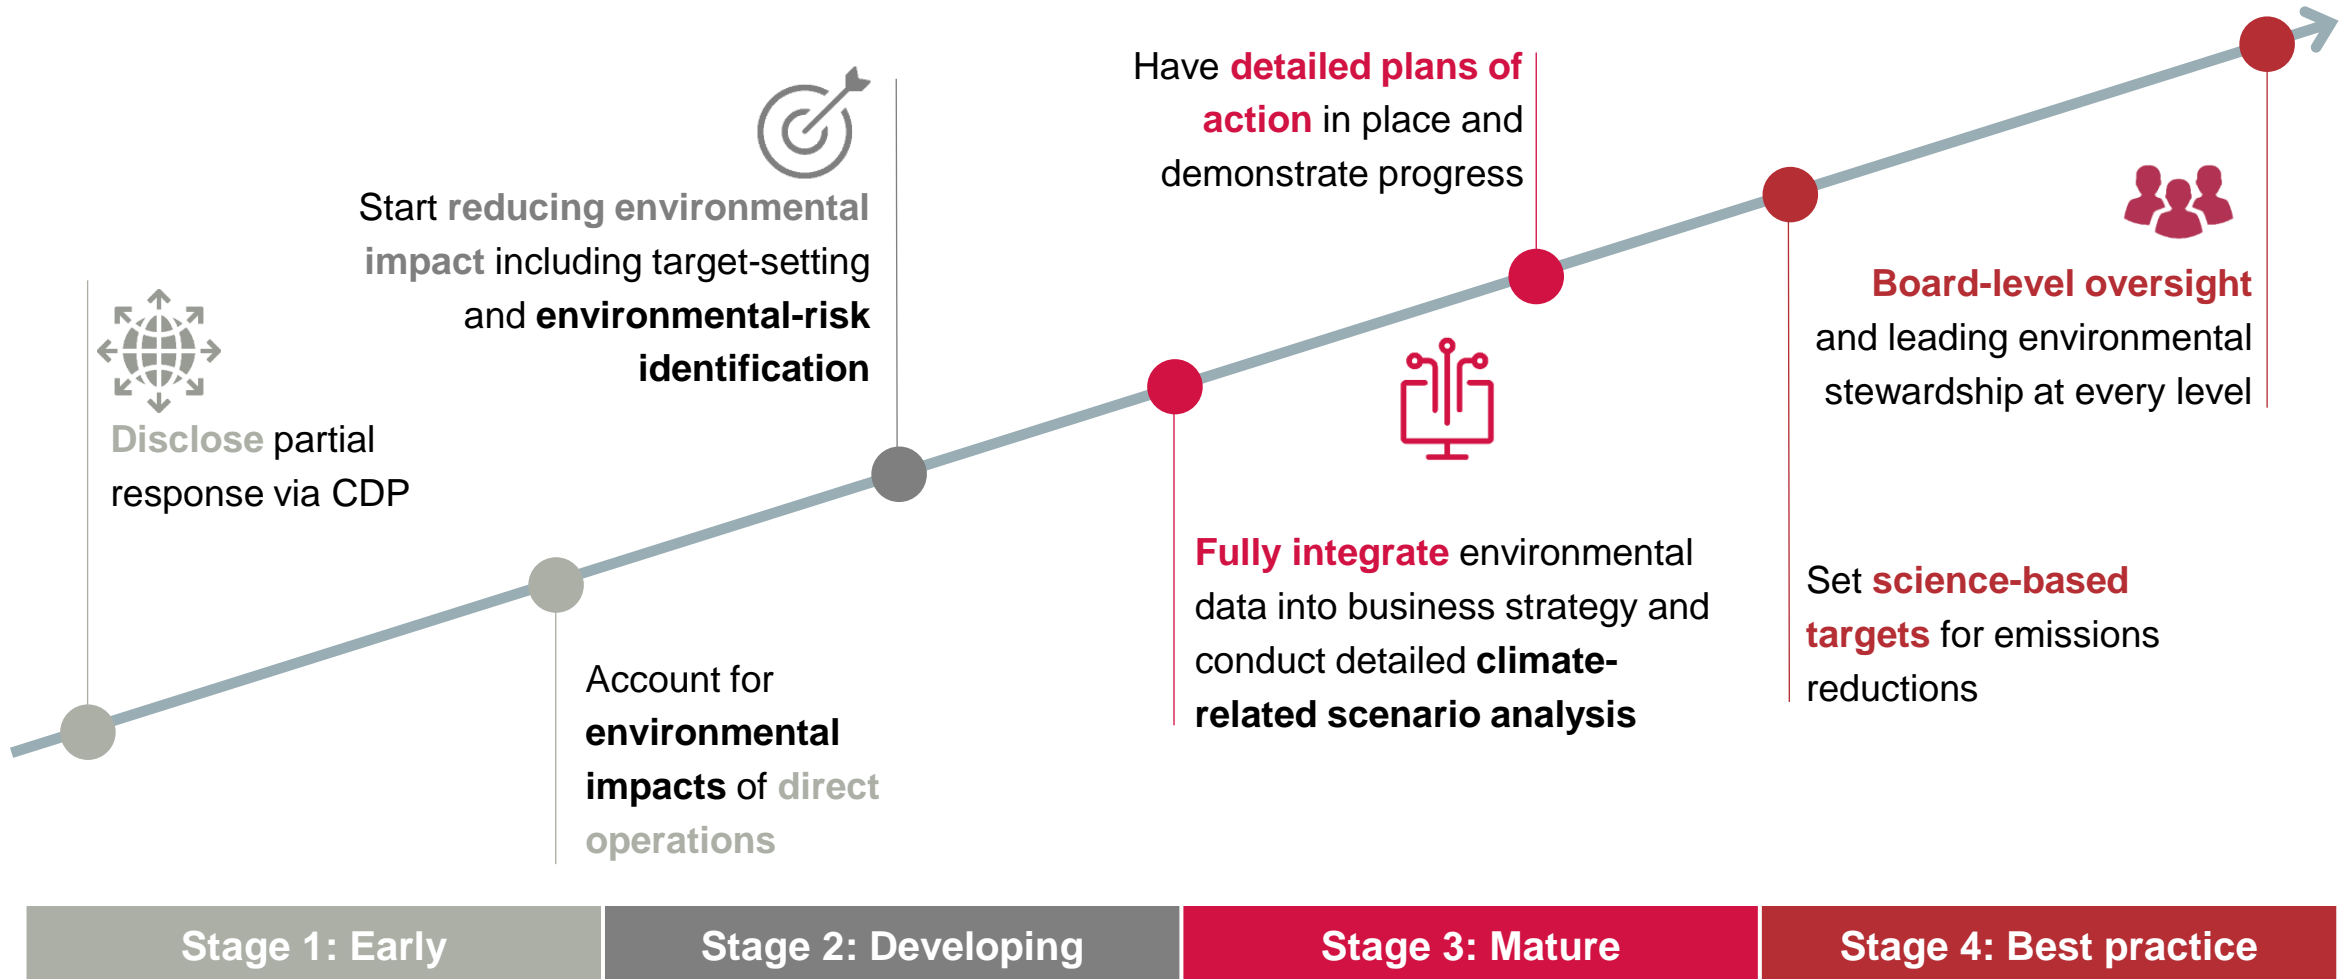 Disclose partial
response via CDP
Account for
environmental
impacts of direct
operations
Start reducing environmental
impact including target-setting
and environmental-risk
identification
Fully integrate environmental
data into business strategy and
conduct detailed climate-
related scenario analysis
Have detailed plans of
action in place and
demonstrate progress
Set science-based
targets for emissions
reductions
Board-level oversight
and leading environmental
stewardship at every level
Stage 1: Early
Stage 2: Developing
Stage 3: Mature
Stage 4: Best practice